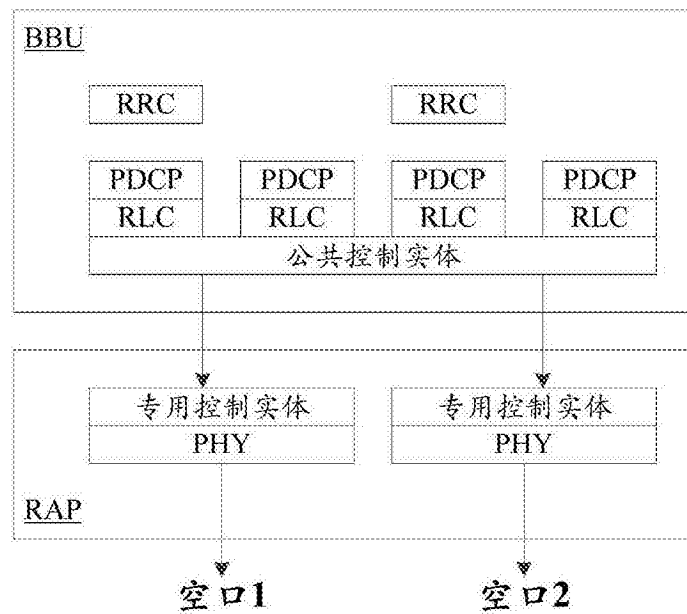 BBU
RRC RRC
PDCP PDCP PDCP PDCP
RLC RLC RLC RLC
公共控制实体
专用控制实体 专用控制实体
PHY PHY
RAP
空口1 空口2